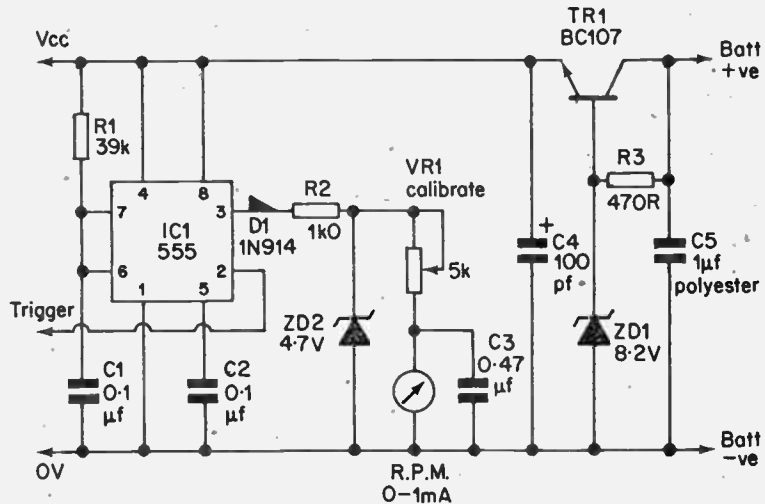 TR1
BC107
Vcc
Batt
+ve
R1
39k
4
8
7
3
6
2
1
5
IC1
555
D1
1N914
R2
1k0
VR1
calibrate
5k
R3
470R
+
C4
100
pf
C5
1μf
polyester
Trigger
ZD2
4·7V
ZD1
8·2V
C1
0·1
μf
C2
0·1
μf
C3
0·47
μf
0V
R.P.M.
0-1mA
Batt
-ve